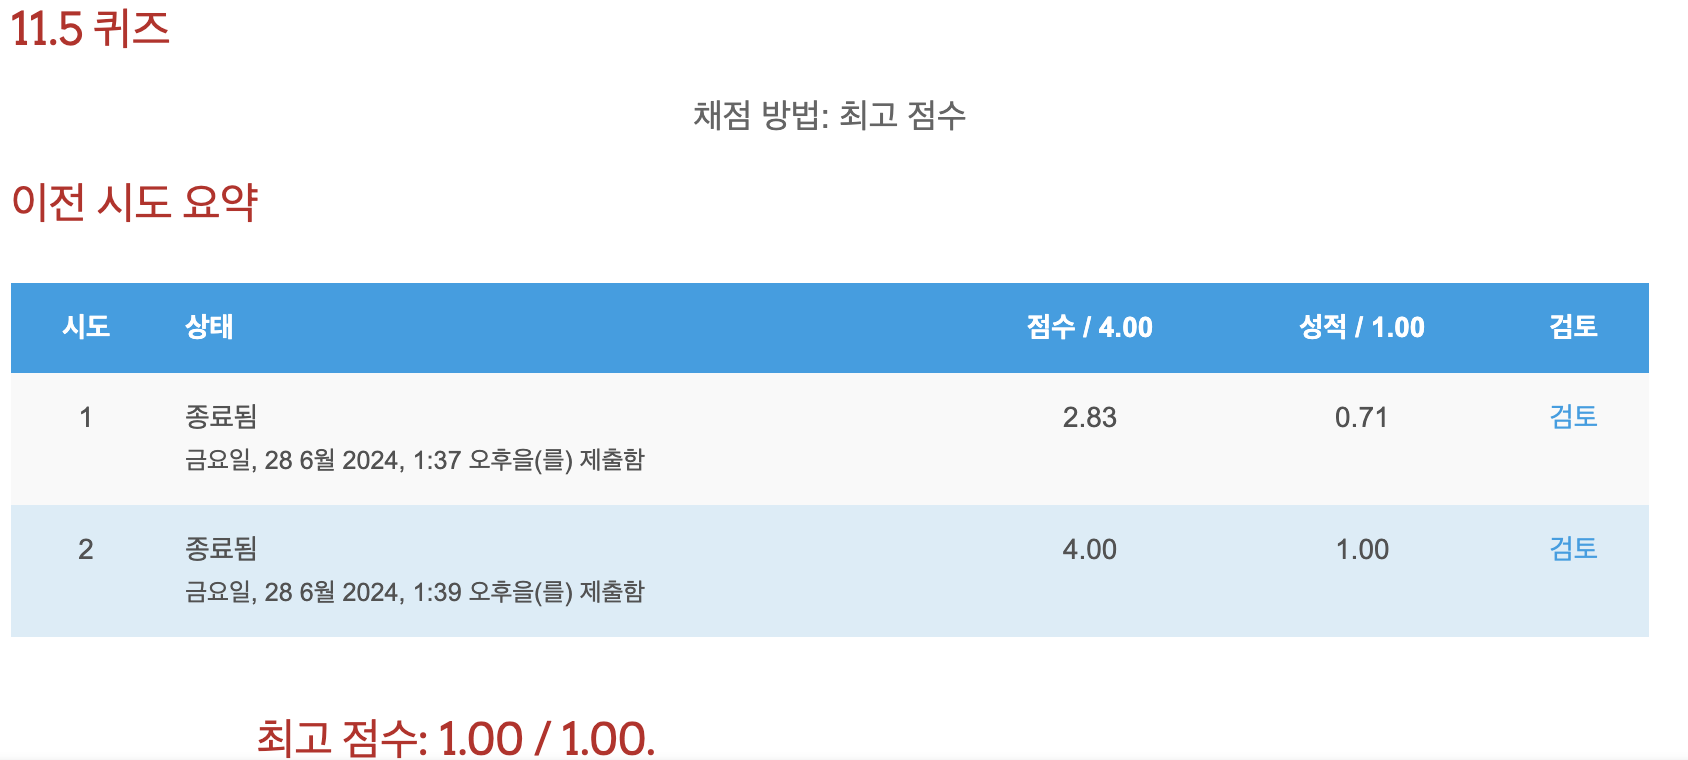 11.5 퀴즈
채점 방법: 최고 점수
이전 시도 요약
시도 상태 점수 / 4.00 성적 / 1.00 검토
1 종료됨 2.83 0.71 검토
금요일, 28 6월 2024, 1:37 오후을(를) 제출함
2 종료됨 4.00 1.00 검토
금요일, 28 6월 2024, 1:39 오후을(를) 제출함
최고 점수: 1.00 / 1.00.